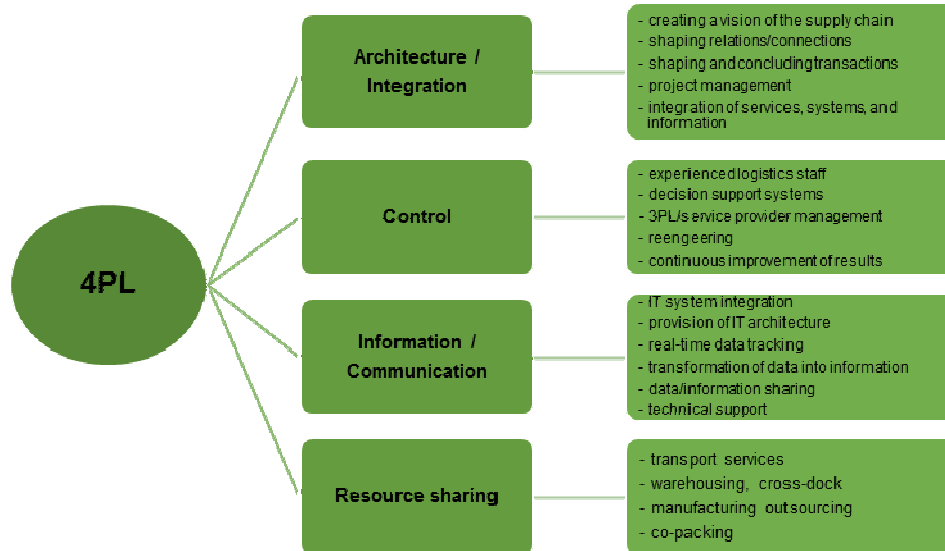 4PL
Architecture /
Integration
- creating a vision of the supply chain
- shaping relations/connections
- shaping and concluding transactions
- project management
- integration of services, systems, and
information
Control
- experienced logistics staff
- decision support systems
- 3PL/service provider management
- reengeering
- continuous improvement of results
Information /
Communication
- IT system integration
- provision of IT architecture
- real-time data tracking
- transformation of data into information
- data/information sharing
- technical support
Resource sharing
- transport services
- warehousing, cross-dock
- manufacturing outsourcing
- co-packing